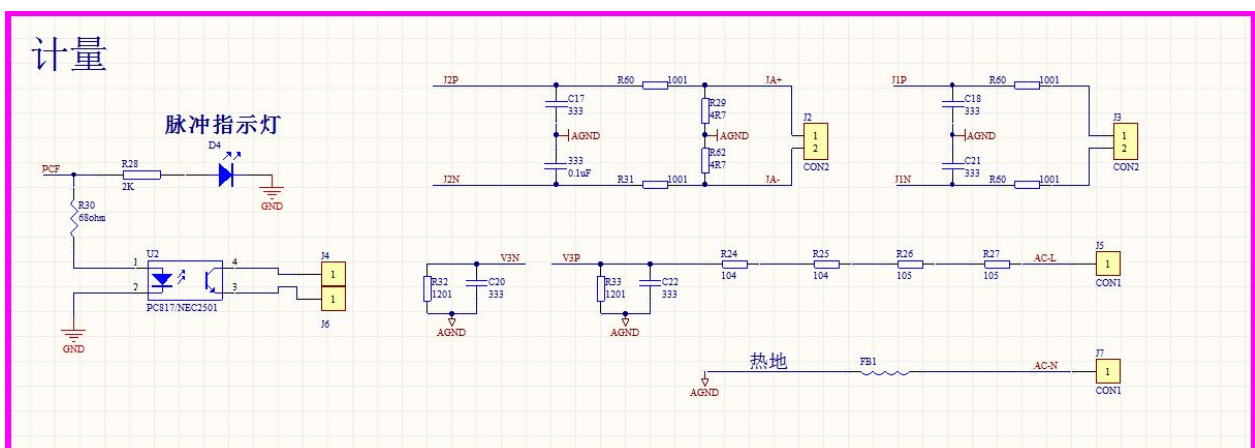 计量
脉冲指示灯
D4
PCF
R28
2K
GND
R30
68ohm
U2
1
2
4
3
PC817/NEC2501
GND
J4
1
1
J6
J2P
R60
1001
JA+
C17
333
R29
4R7
J2
AGND
AGND
1
2
333
0.1uF
R62
4R7
CON2
J2N
R31
1001
JA-
J1P
R60
1001
C18
333
J3
AGND
1
2
C21
333
CON2
J1N
R60
1001
V3N
R32
1201
C20
333
AGND
V3P
R33
1201
C22
333
AGND
R24
104
R25
104
R26
105
R27
105
AC-L
J5
1
CON1
热地
FB1
AC-N
J7
1
CON1
AGND